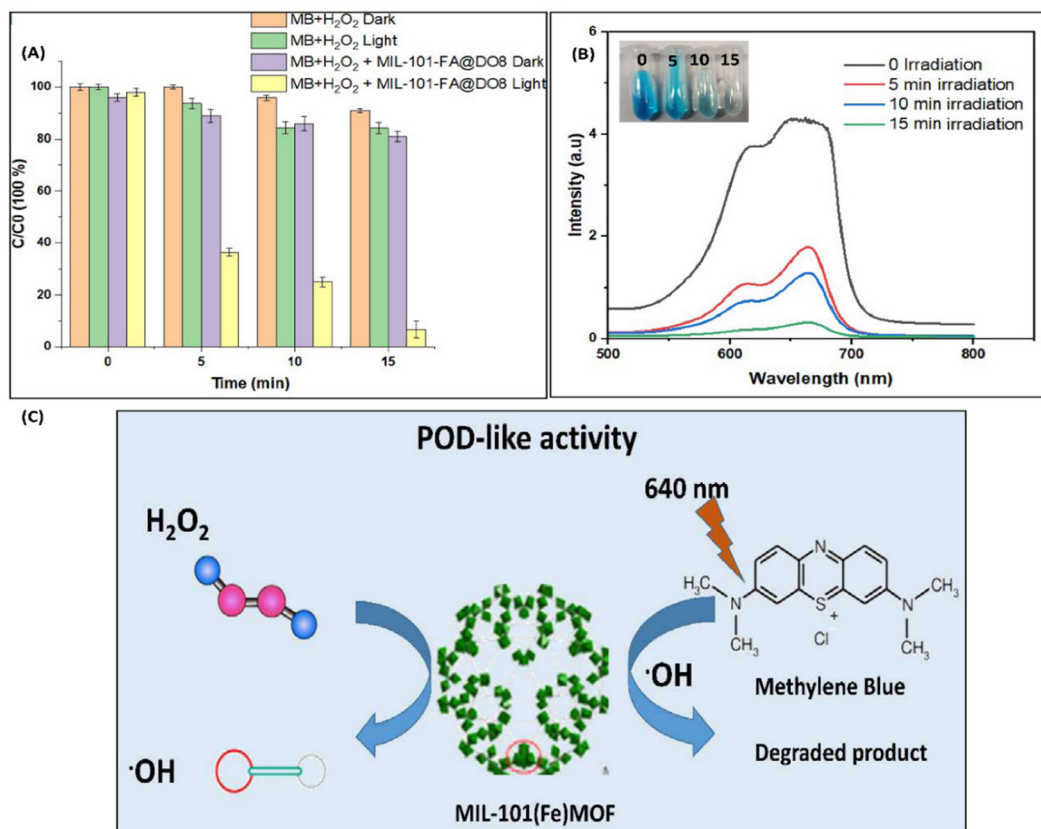 (A)
MB+H₂O₂ Dark
MB+H₂O₂ Light
MB+H₂O₂ + MIL-101-FA@DO8 Dark
MB+H₂O₂ + MIL-101-FA@DO8 Light
C/C0 (100 %)
100
80
60
40
20
0
0 5 10 15
Time (min)
(B)
0 5 10 15
0 Irradiation
5 min irradiation
10 min irradiation
15 min irradiation
Intensity (a.u)
6
4
2
0
500 600 700 800
Wavelength (nm)
(C)
POD-like activity
H₂O₂
·OH
MIL-101(Fe)MOF
640 nm
N
H₃C
N
CH₃
S
+
Cl
N
CH₃
CH₃
·OH
Methylene Blue
Degraded product